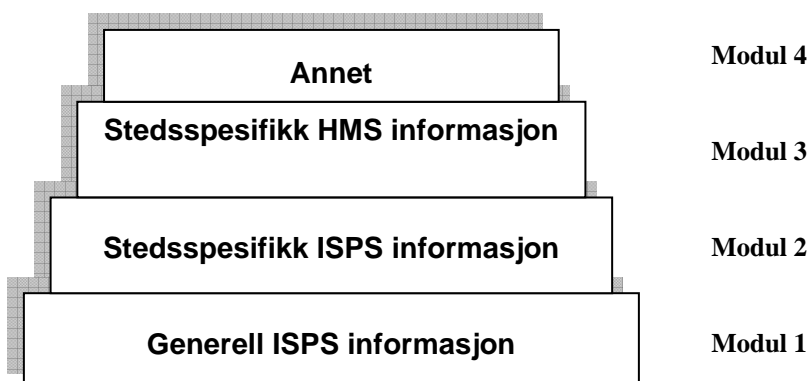 Annet Modul 4
Stedsspesifikk HMS informasjon Modul 3
Stedsspesifikk ISPS informasjon Modul 2
Generell ISPS informasjon Modul 1